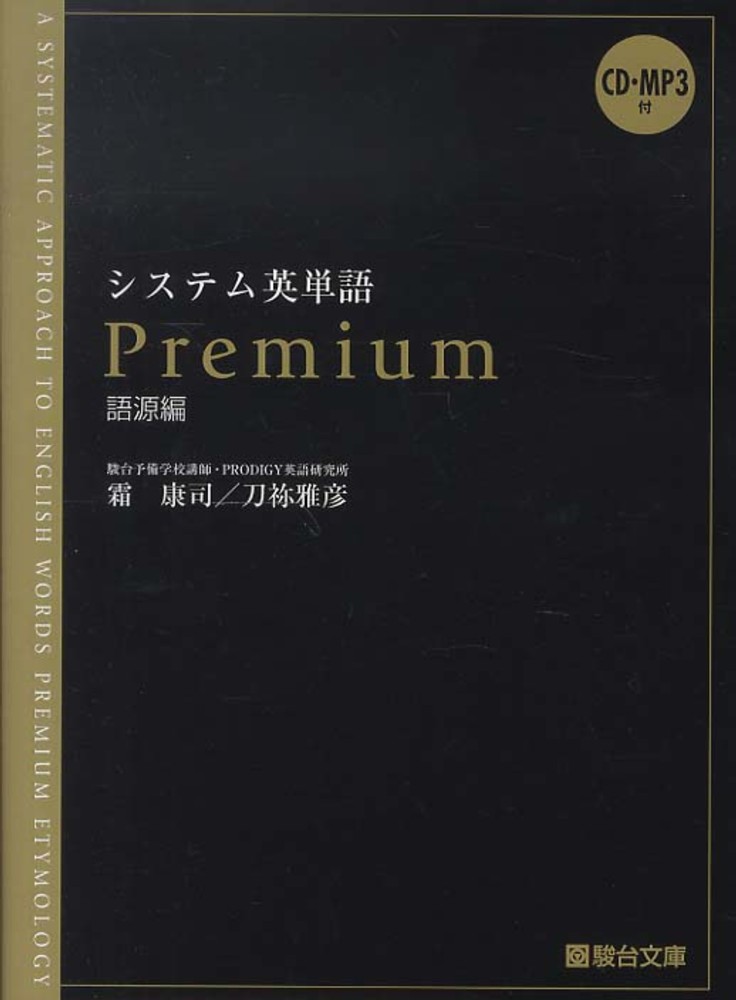 A SYSTEMATIC APPROACH TO ENGLISH WORDS PREMIUM ETYMOLOGY
CD・MP3
付
システム英単語
Premium
語源編
駿台予備学校講師・PRODIGY英語研究所
霜　康司／刀祢雅彦
駿台文庫